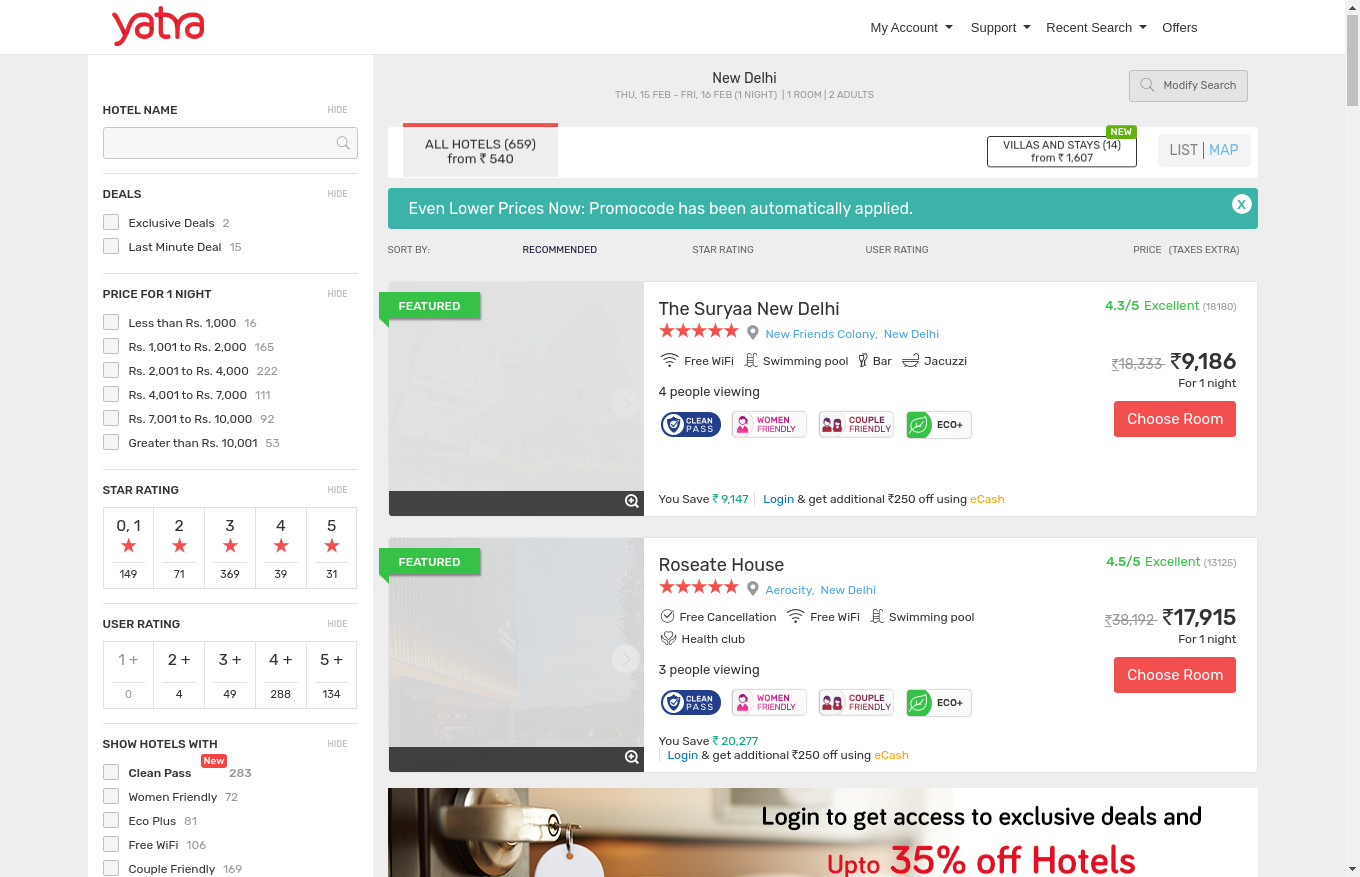 yatra
My Account
Support
Recent Search
Offers
HOTEL NAME
HIDE
DEALS
HIDE
Exclusive Deals 2
Last Minute Deal 15
PRICE FOR 1 NIGHT
HIDE
Less than Rs. 1,000 16
Rs. 1,001 to Rs. 2,000 165
Rs. 2,001 to Rs. 4,000 222
Rs. 4,001 to Rs. 7,000 111
Rs. 7,001 to Rs. 10,000 92
Greater than Rs. 10,001 53
STAR RATING
HIDE
0, 1 2 3 4 5
149 71 369 39 31
USER RATING
HIDE
1 + 2 + 3 + 4 + 5 +
0 4 49 288 134
SHOW HOTELS WITH
HIDE
New
Clean Pass 283
Women Friendly 72
Eco Plus 81
Free WiFi 106
Couple Friendly 169
New Delhi
THU, 15 FEB - FRI, 16 FEB (1 NIGHT) | 1 ROOM | 2 ADULTS
Modify Search
ALL HOTELS (659)
from ₹ 540
NEW
VILLAS AND STAYS (14)
from ₹ 1,607
LIST | MAP
Even Lower Prices Now: Promocode has been automatically applied.
X
SORT BY: RECOMMENDED STAR RATING USER RATING PRICE (TAXES EXTRA)
FEATURED
The Suryaa New Delhi
New Friends Colony, New Delhi
Free WiFi Swimming pool Bar Jacuzzi
4 people viewing
CLEAN PASS
WOMEN FRIENDLY
COUPLE FRIENDLY
ECO+
You Save ₹ 9,147 Login & get additional ₹250 off using eCash
4.3/5 Excellent (18180)
₹18,333 ₹9,186
For 1 night
Choose Room
FEATURED
Roseate House
Aerocity, New Delhi
Free Cancellation Free WiFi Swimming pool
Health club
3 people viewing
CLEAN PASS
WOMEN FRIENDLY
COUPLE FRIENDLY
ECO+
You Save ₹ 20,277
Login & get additional ₹250 off using eCash
4.5/5 Excellent (13125)
₹38,192 ₹17,915
For 1 night
Choose Room
Login to get access to exclusive deals and
Upto 35% off Hotels